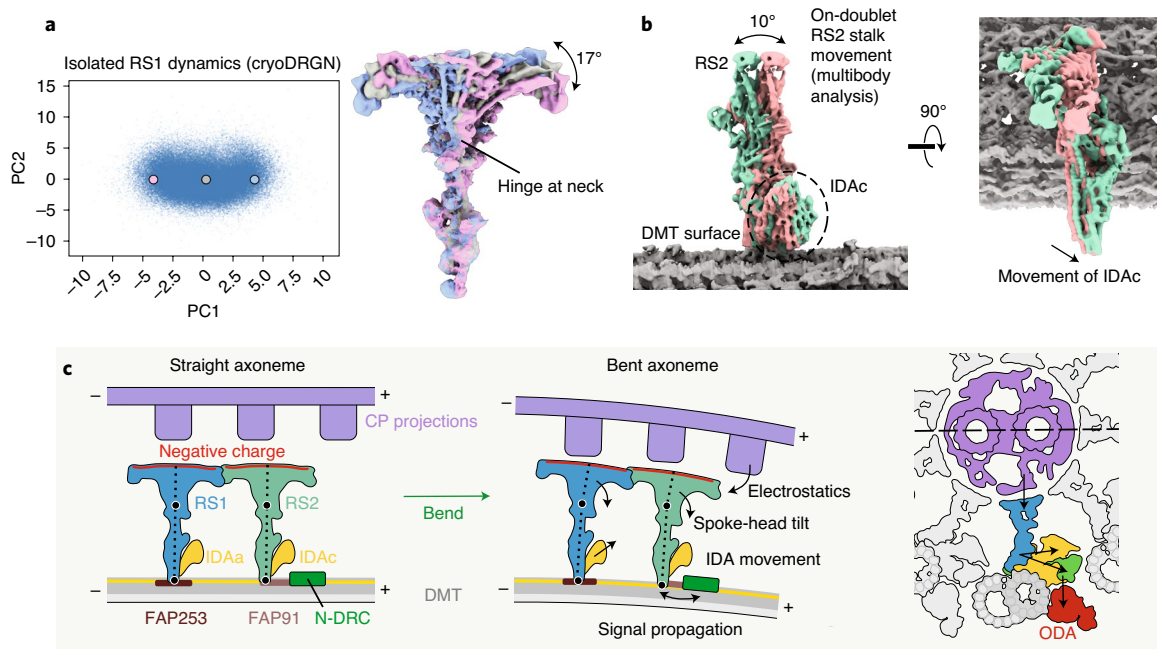 a
Isolated RS1 dynamics (cryoDRGN)
15
10
5
0
−5
−10
PC2
−10
−7.5
−5
−2.5
0
2.5
5.0
7.5
10
PC1
17°
Hinge at neck
b
10°
RS2
On-doublet
RS2 stalk
movement
(multibody
analysis)
IDAc
DMT surface
90°
Movement of IDAc
c
Straight axoneme
−
+
CP projections
Negative charge
RS1
RS2
IDAa
IDAc
−
+
FAP253
FAP91
N-DRC
DMT
Bend
Bent axoneme
−
+
Electrostatics
Spoke-head tilt
IDA movement
−
+
Signal propagation
ODA